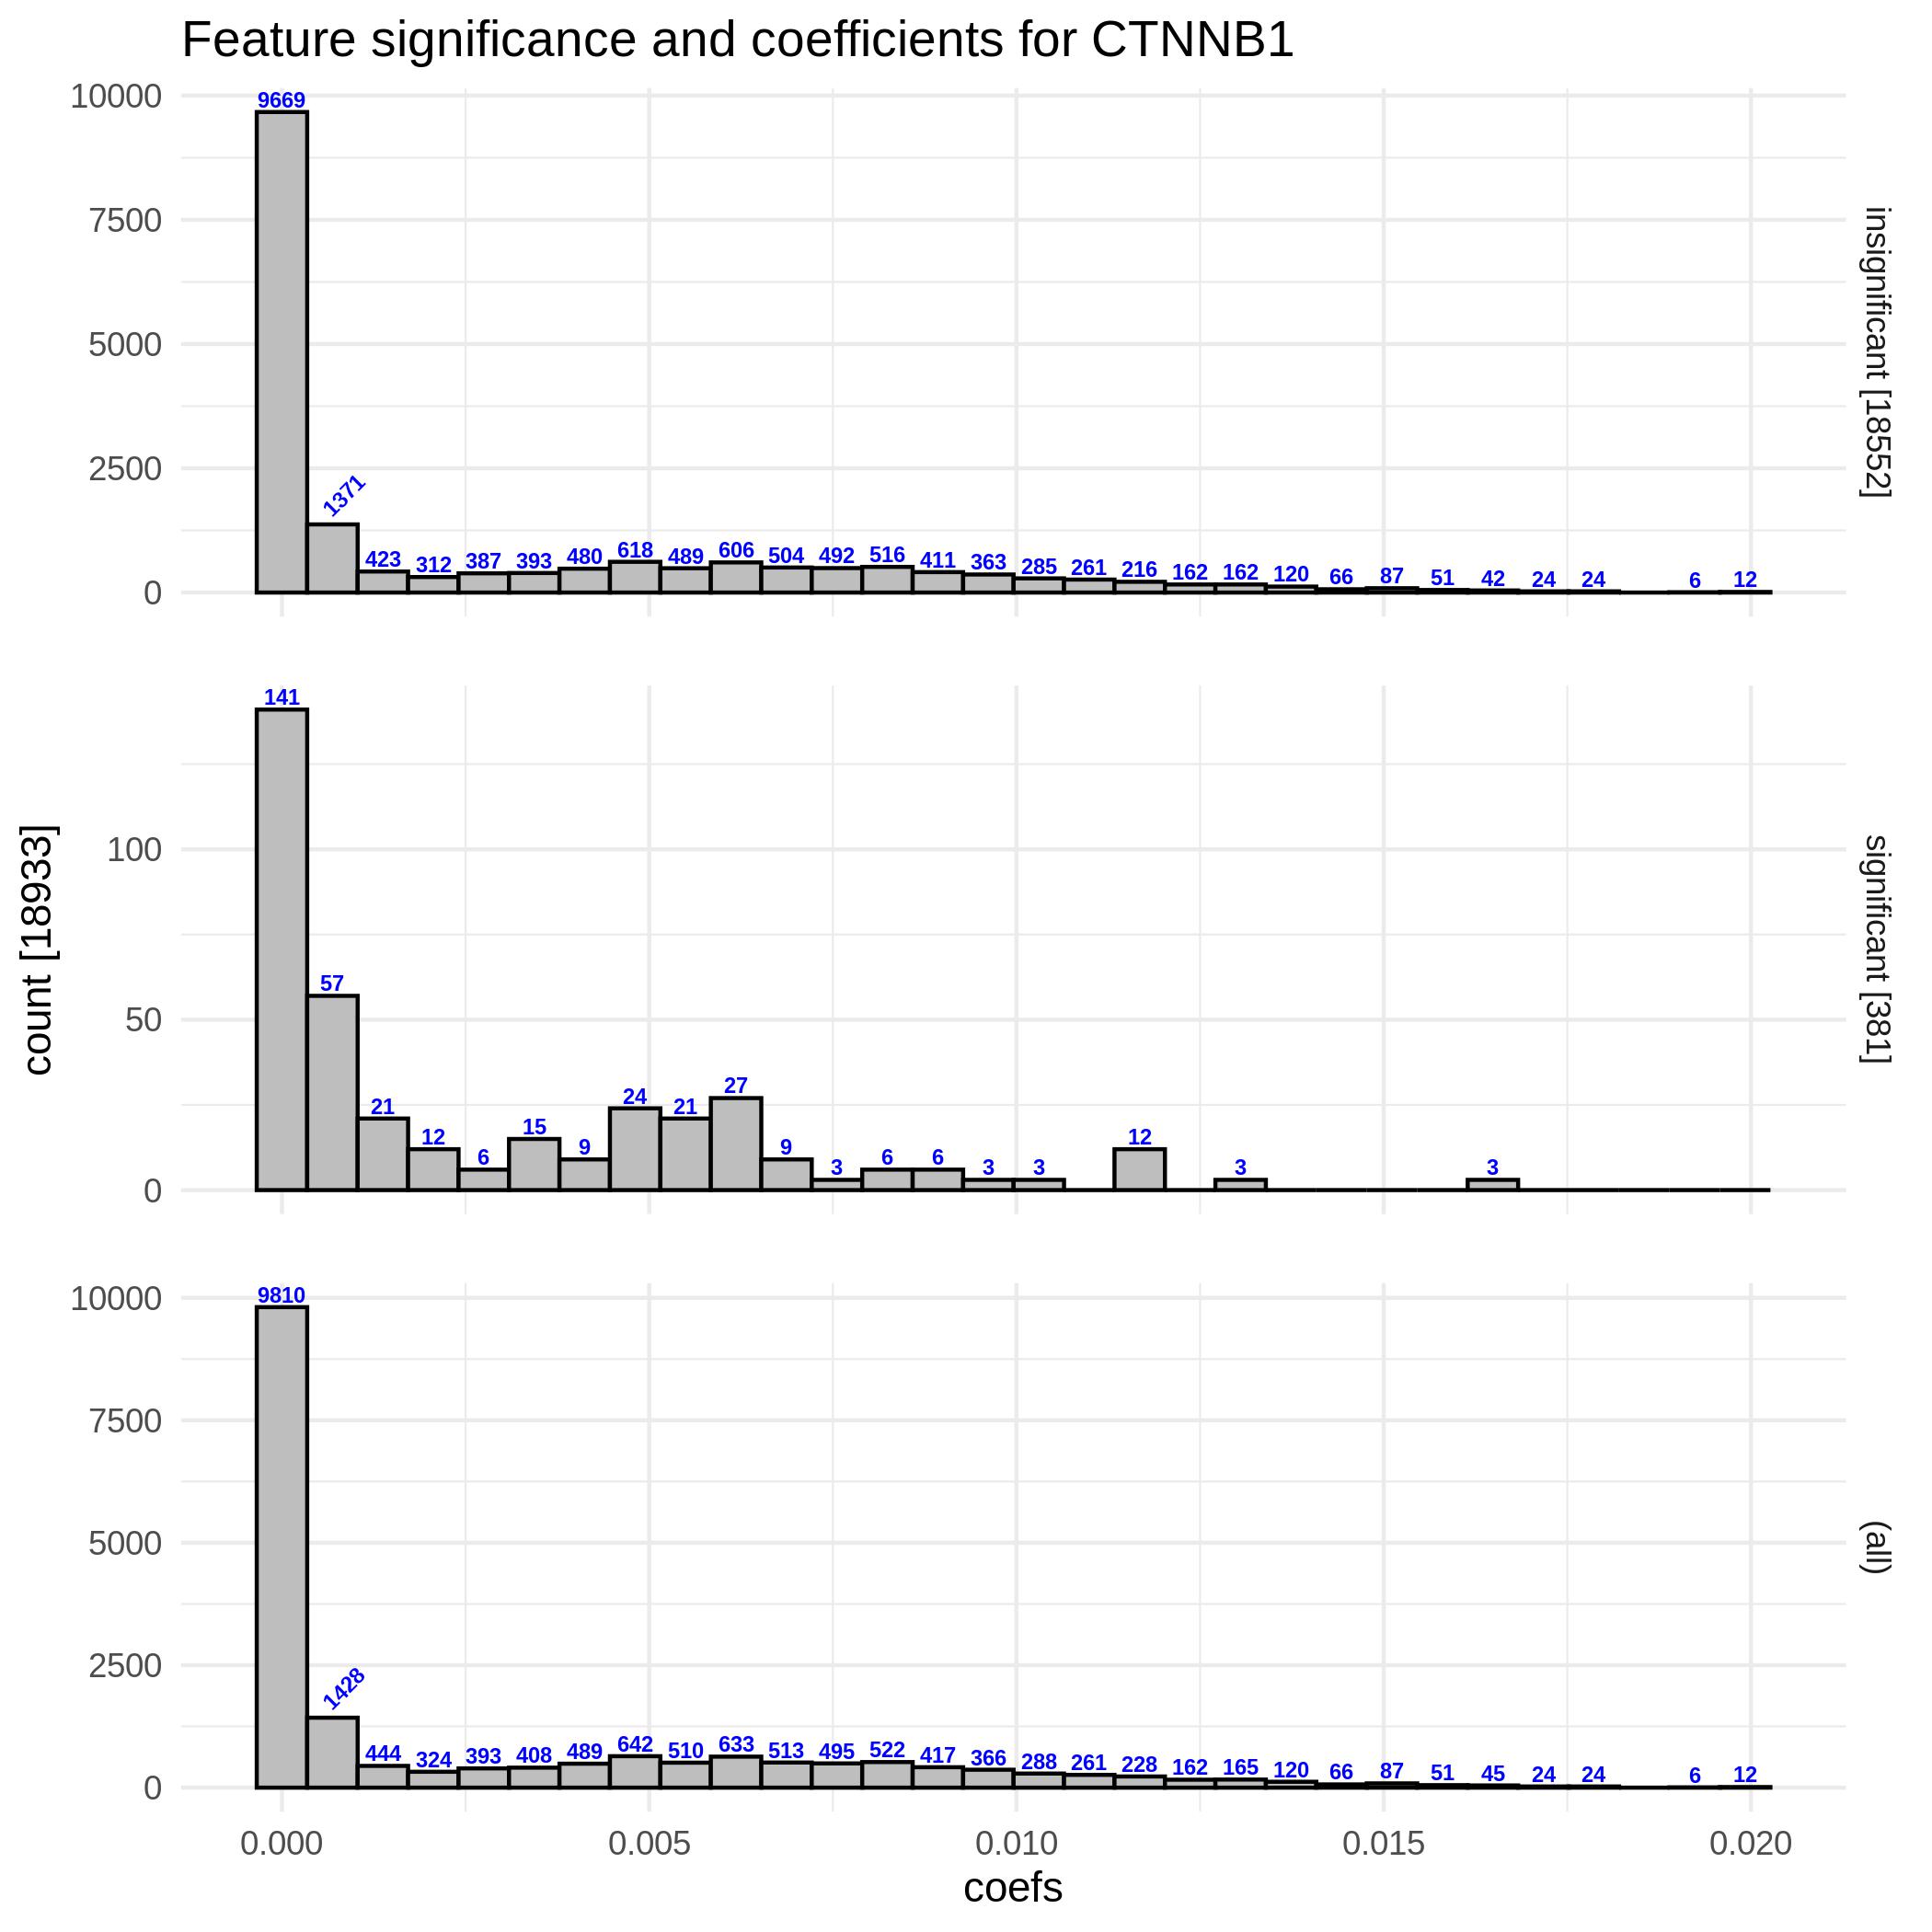 Feature significance and coefficients for CTNNB1
10000
7500
5000
2500
0
9669
1371
423 312 387 393 480 618 489 606 504 492 516 411 363 285 261 216 162 162 120 66 87 51 42 24 24 6 12
insignificant [18552]
count [18933]
100
50
0
141
57
21 12 6 15 9 24 21 27 9 3 6 6 3 3 12 3 3
significant [381]
10000
7500
5000
2500
0
9810
1428
444 324 393 408 489 642 510 633 513 495 522 417 366 288 261 228 162 165 120 66 87 51 45 24 24 6 12
(all)
0.000 0.005 0.010 0.015 0.020
coefs